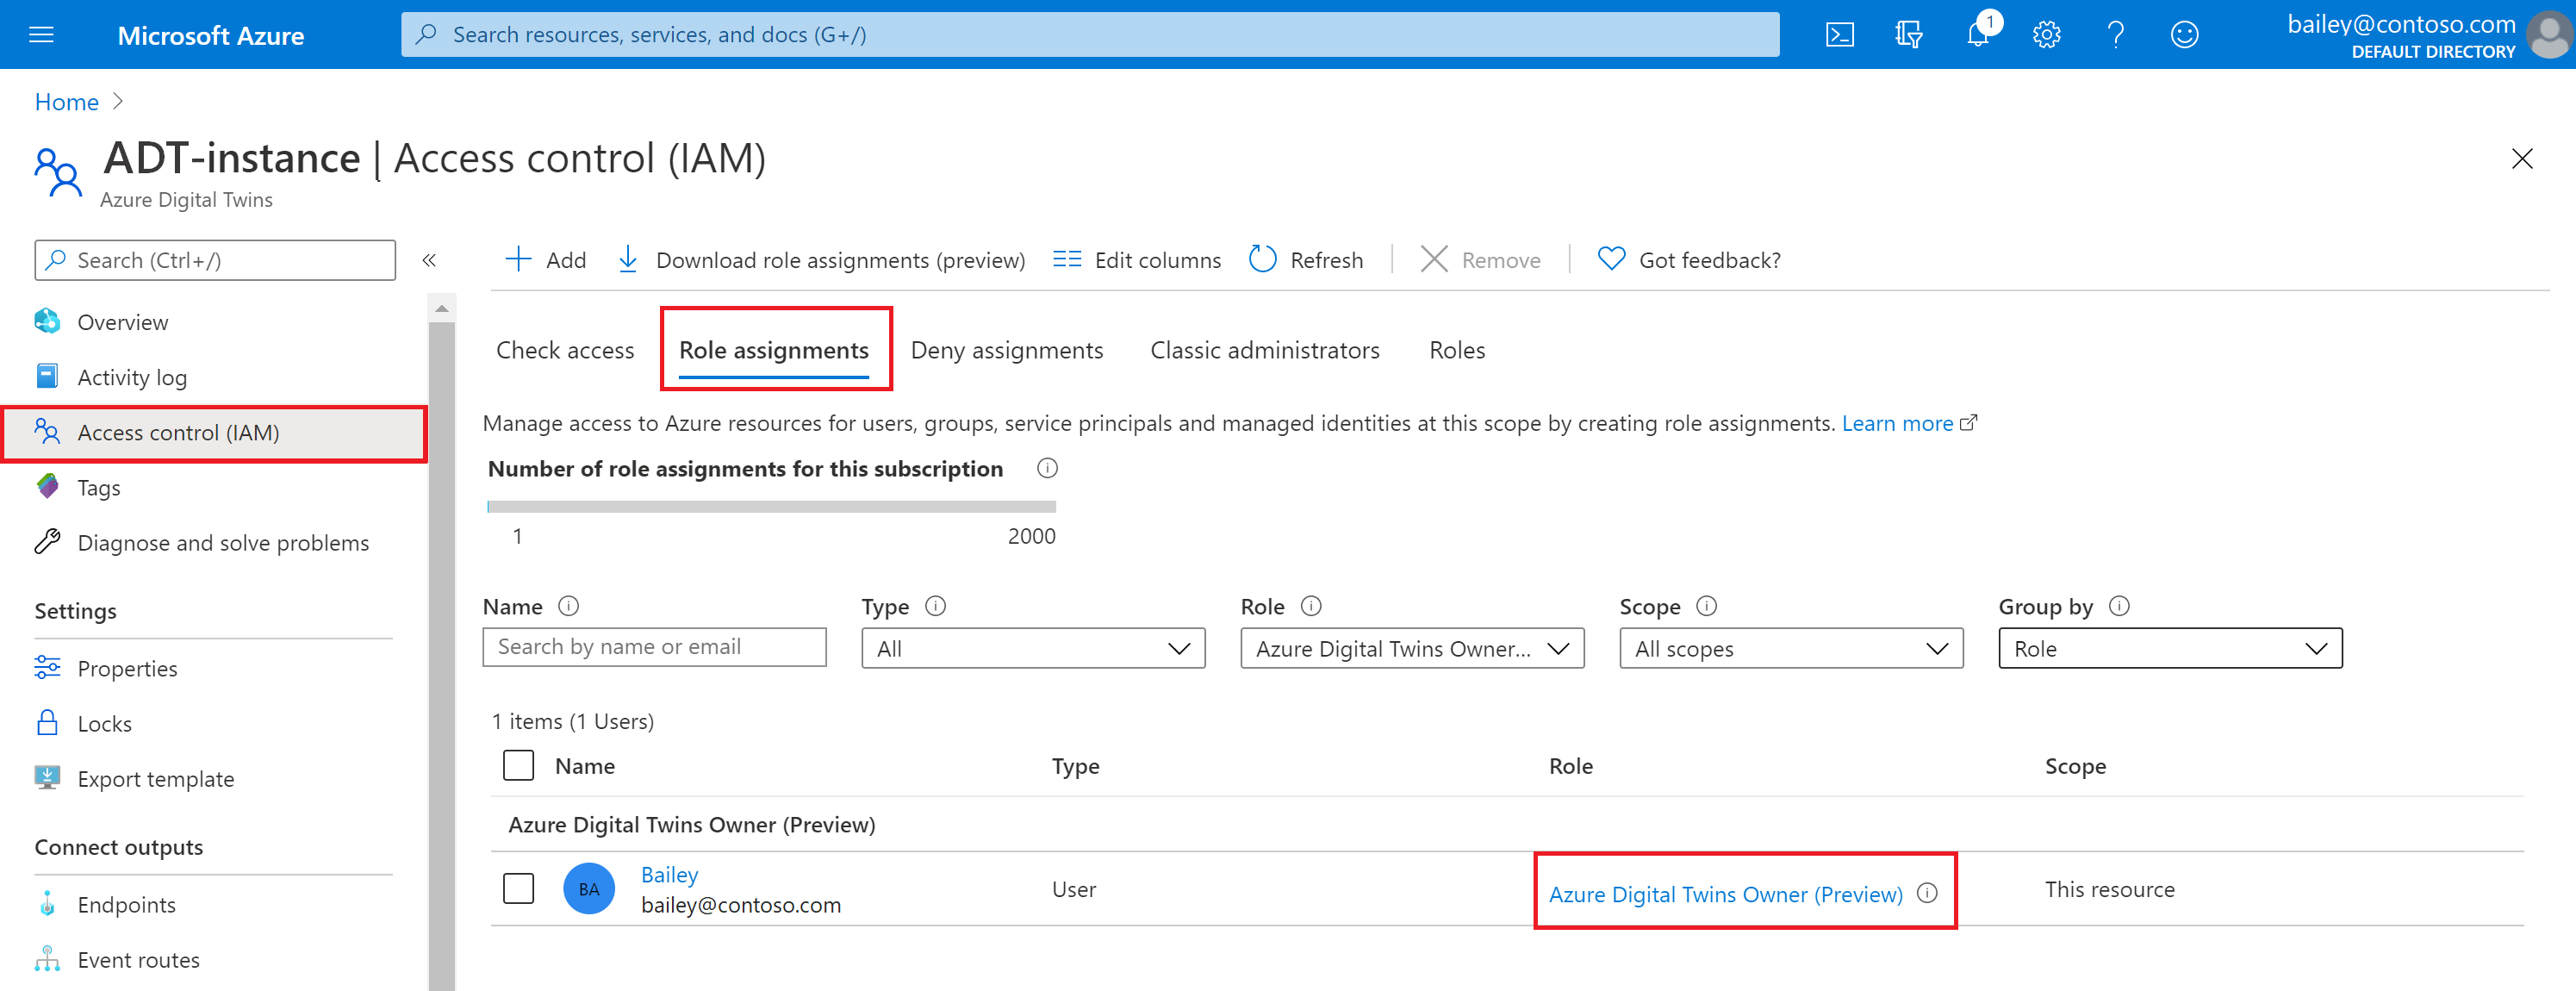 Microsoft Azure
Search resources, services, and docs (G+/)
1
bailey@contoso.com
DEFAULT DIRECTORY
Home
ADT-instance | Access control (IAM)
Azure Digital Twins
Search (Ctrl+/)
Overview
Activity log
Access control (IAM)
Tags
Diagnose and solve problems
Settings
Properties
Locks
Export template
Connect outputs
Endpoints
Event routes
Add
Download role assignments (preview)
Edit columns
Refresh
Remove
Got feedback?
Check access
Role assignments
Deny assignments
Classic administrators
Roles
Manage access to Azure resources for users, groups, service principals and managed identities at this scope by creating role assignments. Learn more
Number of role assignments for this subscription
1
2000
Name
Search by name or email
Type
All
Role
Azure Digital Twins Owner...
Scope
All scopes
Group by
Role
1 items (1 Users)
Name
Type
Role
Scope
Azure Digital Twins Owner (Preview)
BA
Bailey
bailey@contoso.com
User
Azure Digital Twins Owner (Preview)
This resource